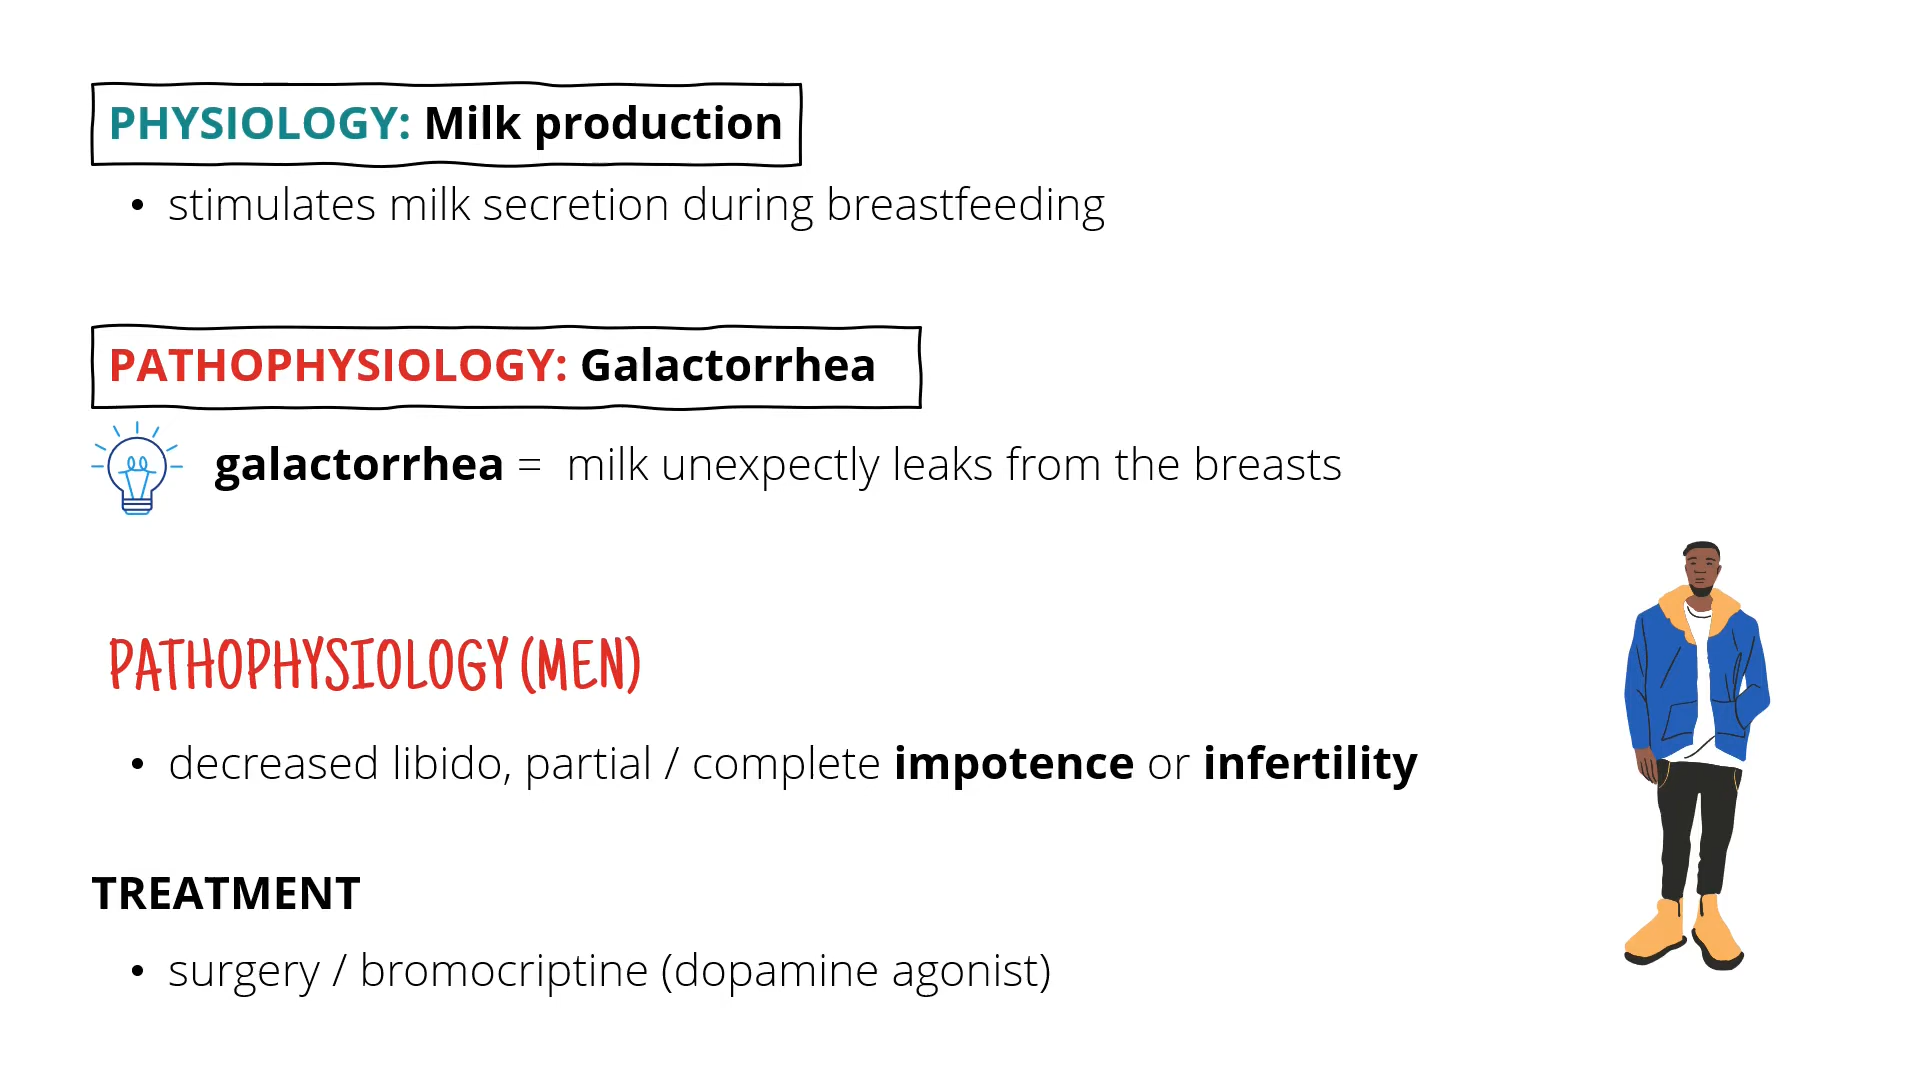 PHYSIOLOGY: Milk production
• stimulates milk secretion during breastfeeding
PATHOPHYSIOLOGY: Galactorrhea
galactorrhea = milk unexpectly leaks from the breasts
PATHOPHYSIOLOGY (MEN)
• decreased libido, partial / complete impotence or infertility
TREATMENT
• surgery / bromocriptine (dopamine agonist)